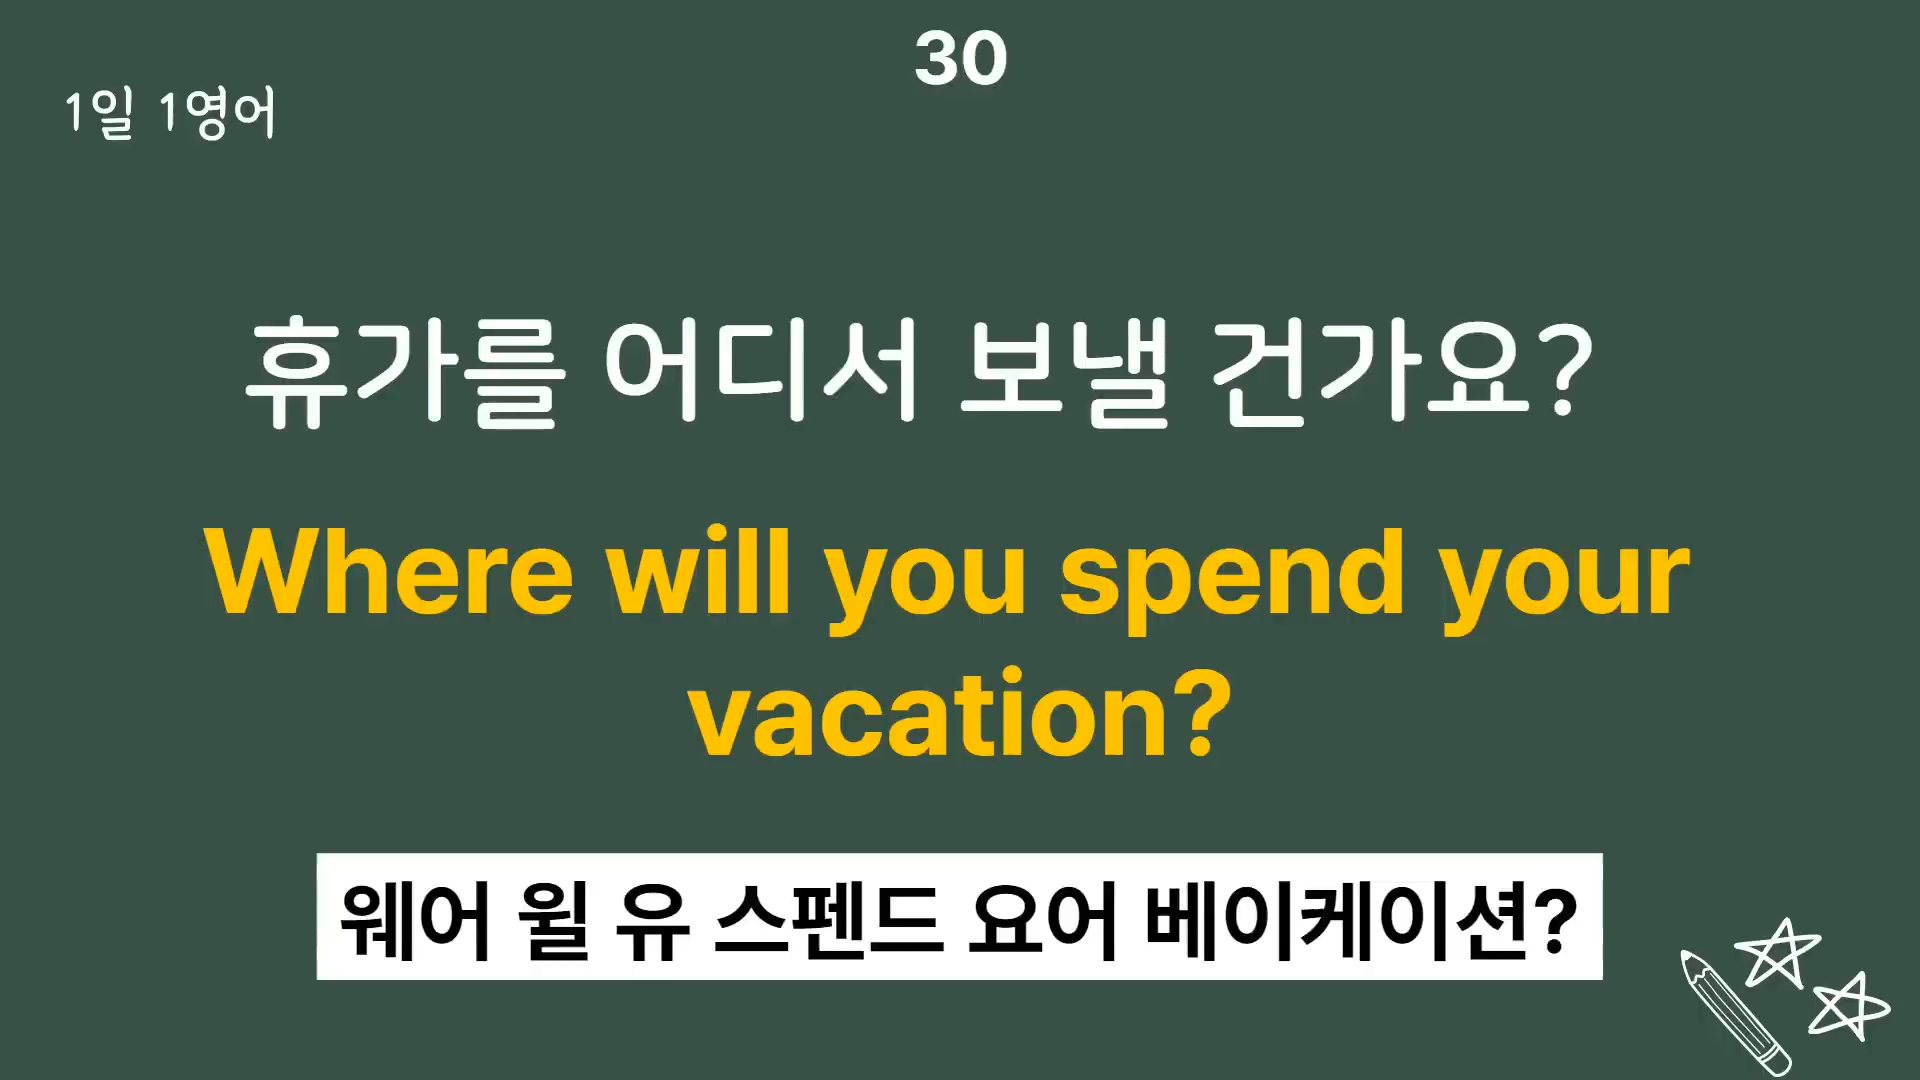 30
1일 1영어
휴가를 어디서 보낼 건가요?
Where will you spend your
vacation?
웨어 윌 유 스펜드 요어 베이케이션?